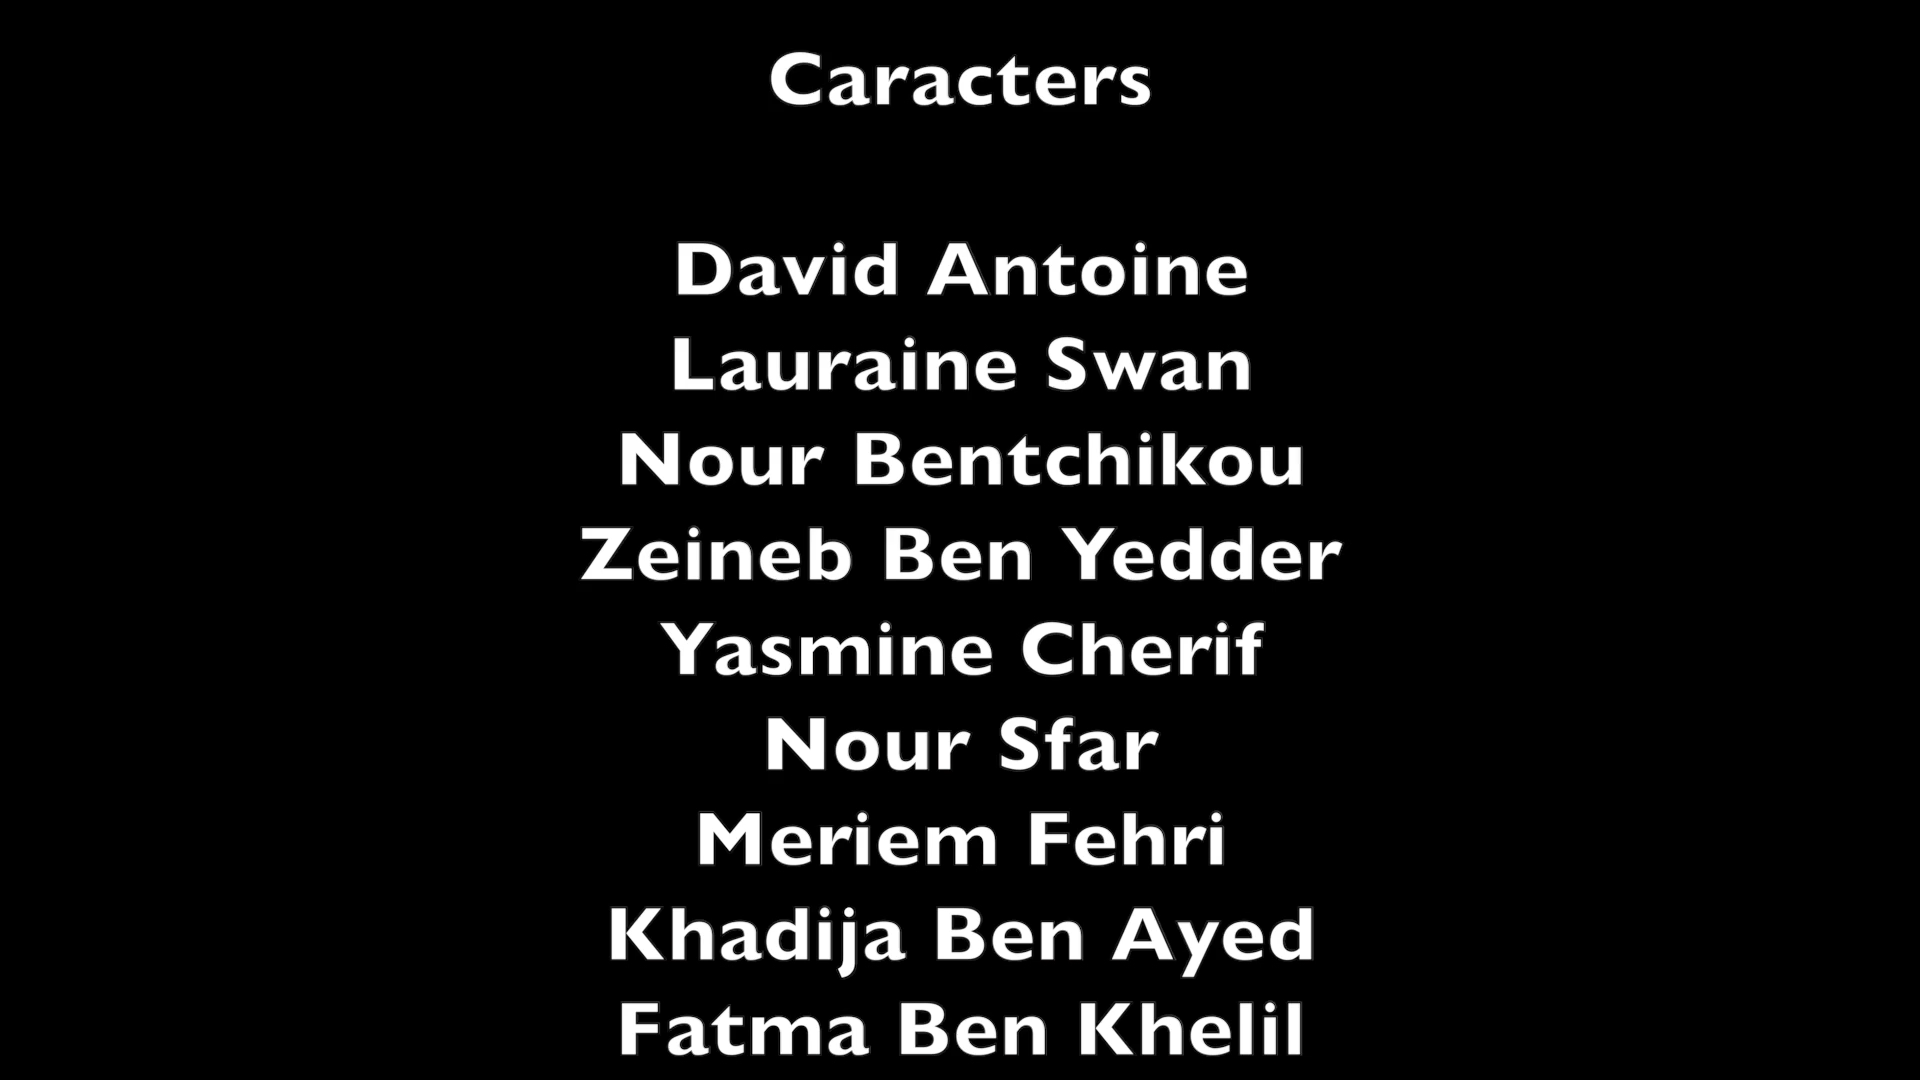 Caracters
David Antoine
Lauraine Swan
Nour Bentchikou
Zeineb Ben Yedder
Yasmine Cherif
Nour Sfar
Meriem Fehri
Khadija Ben Ayed
Fatma Ben Khelil